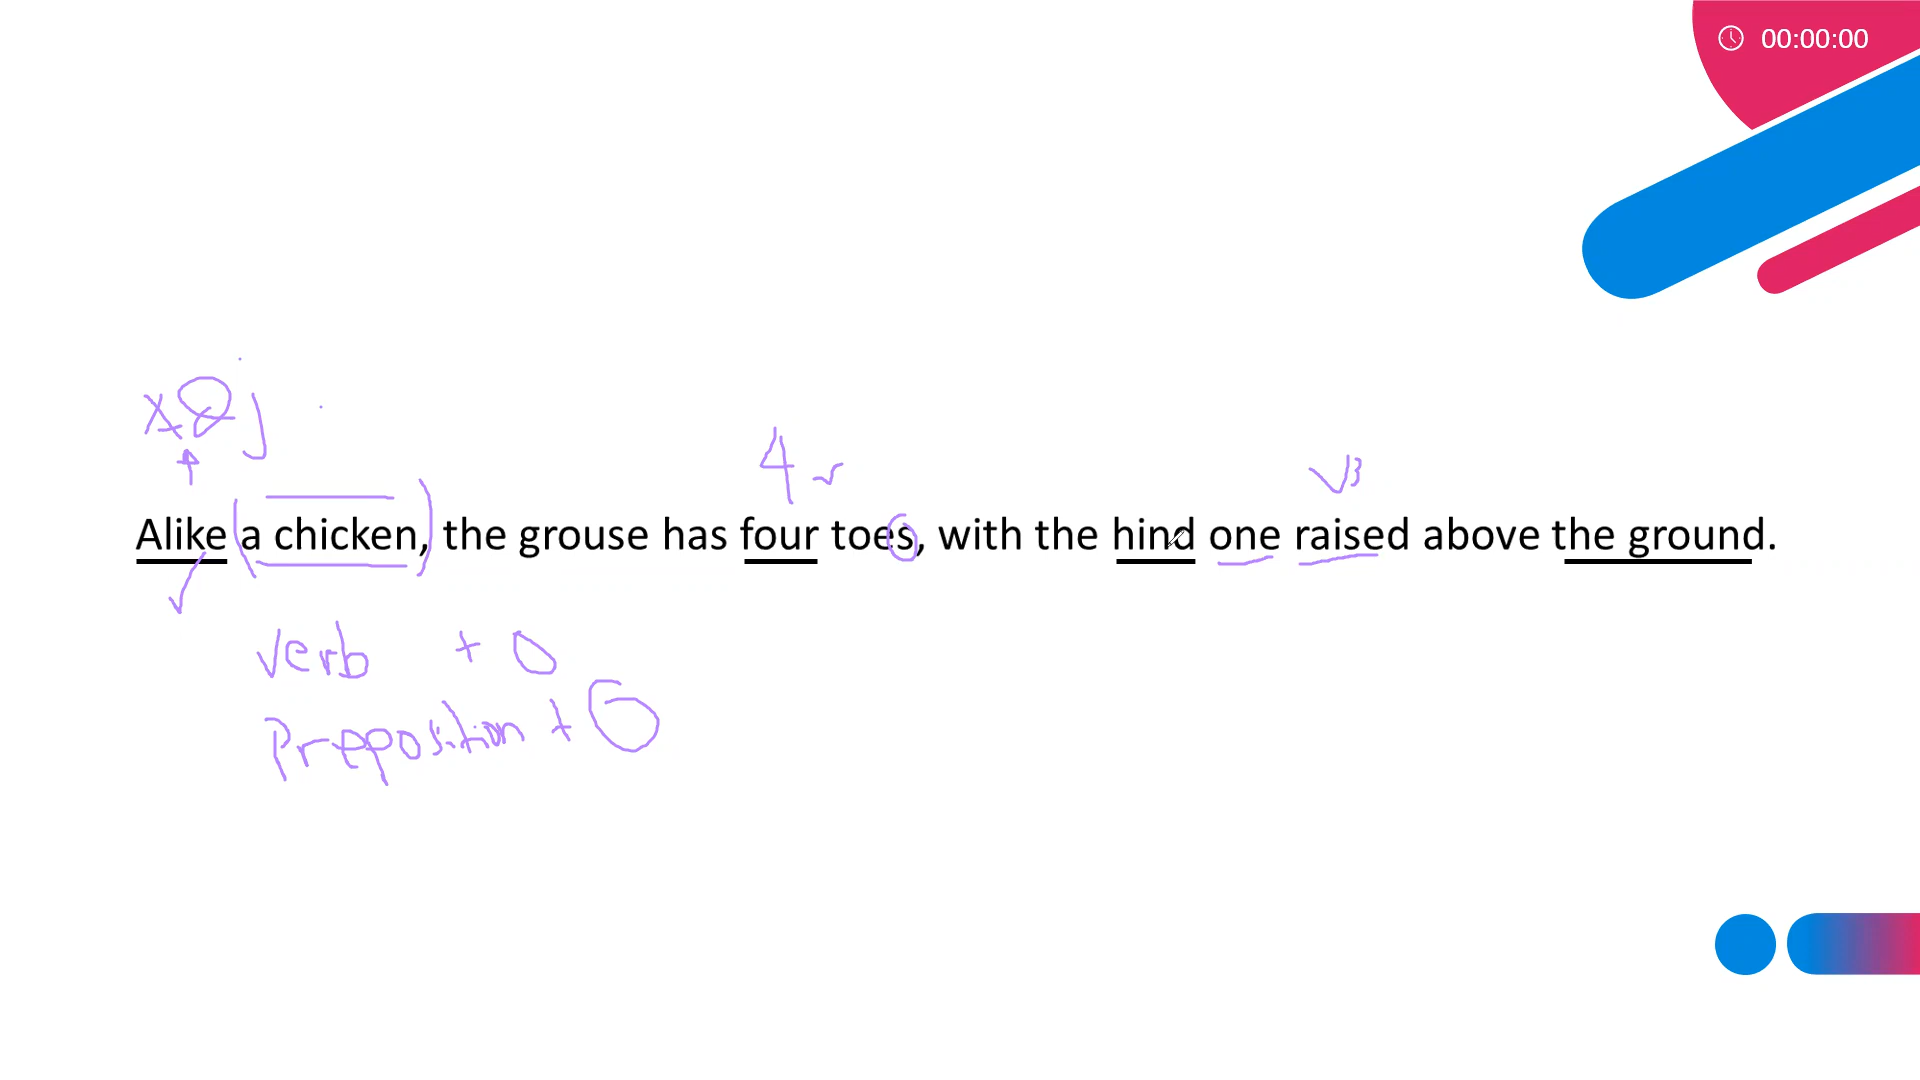 00:00:00
4
V3
Alike a chicken, the grouse has four toes, with the hind one raised above the ground.
verb + O
Preposition + O